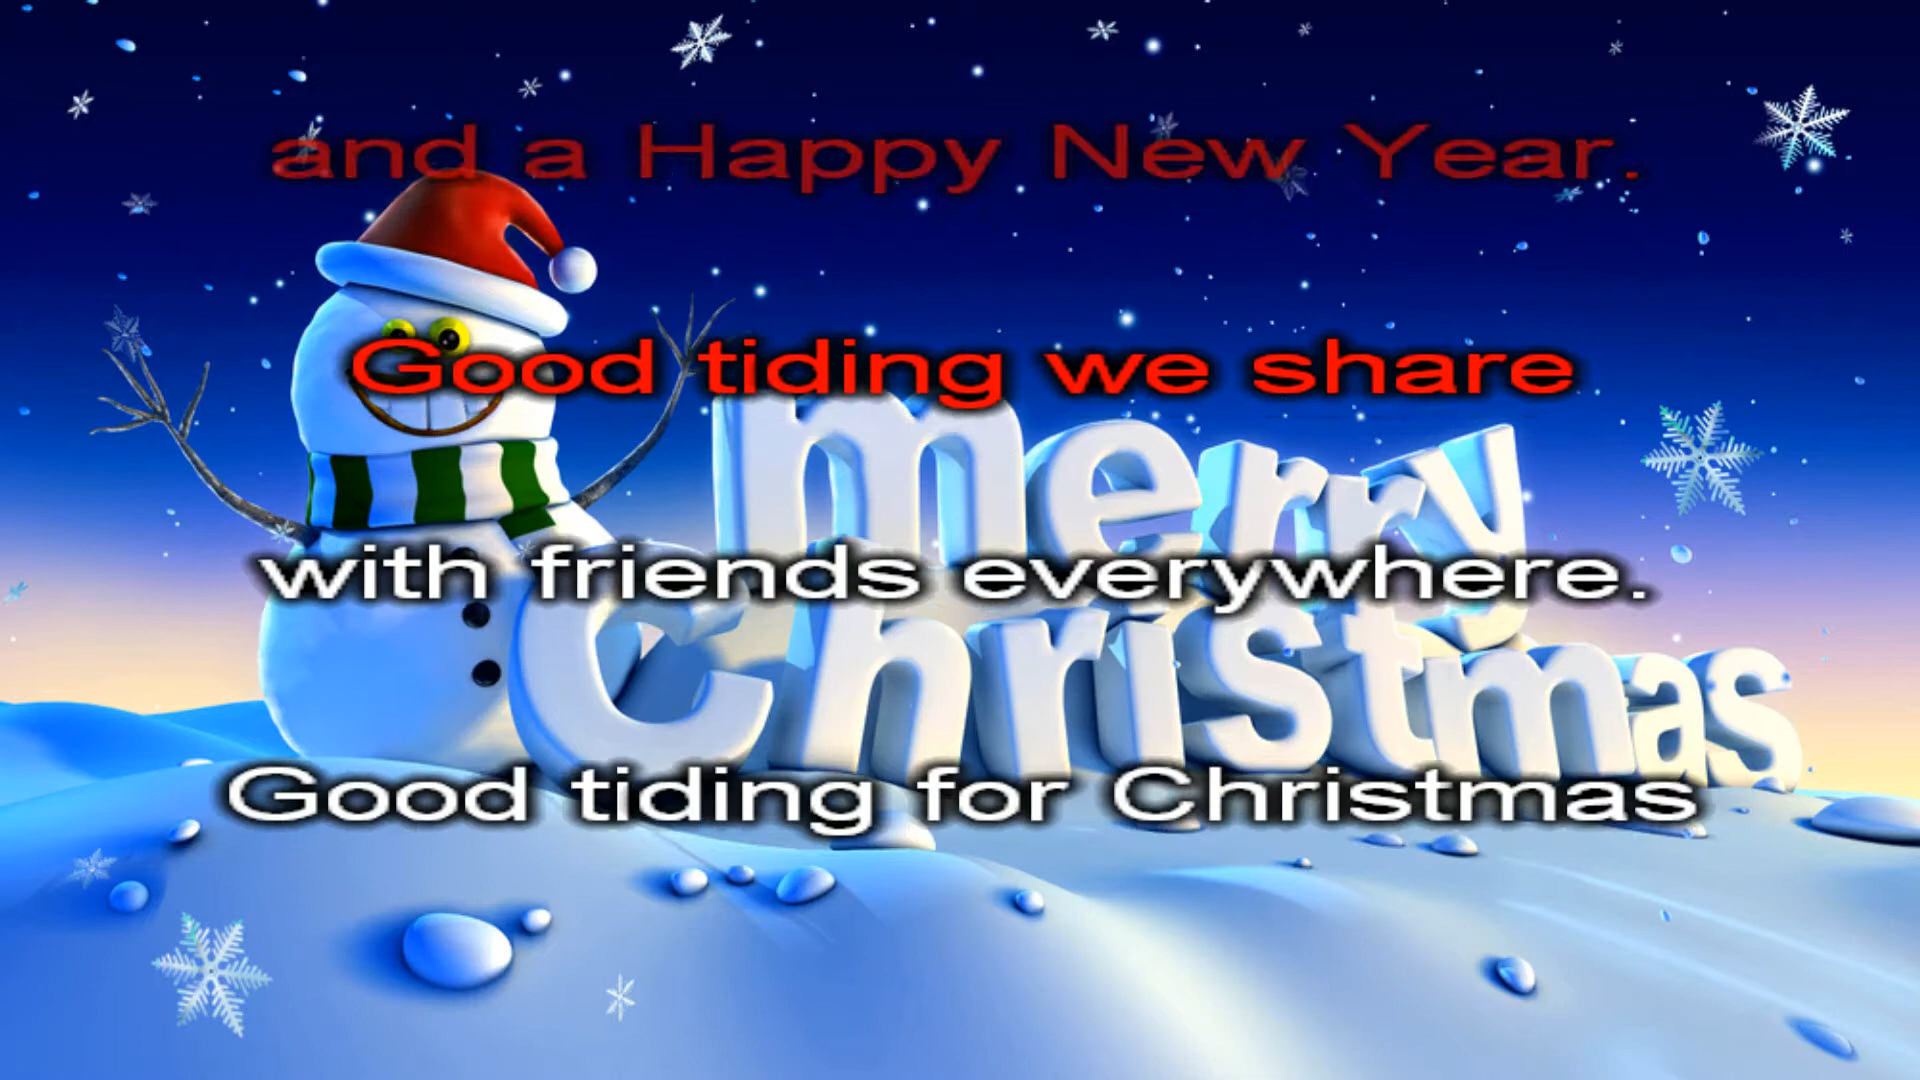 and a Happy New Year.
Good tiding we share
merry
with friends everywhere.
Christmas
Good tiding for Christmas